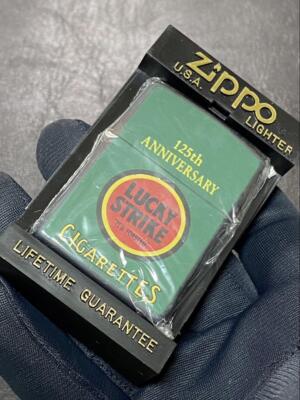 zippo
U.S.A.
LIGHTER
125th
ANNIVERSARY
LUCKY
STRIKE
CIGARETTES
LIFETIME GUARANTEE